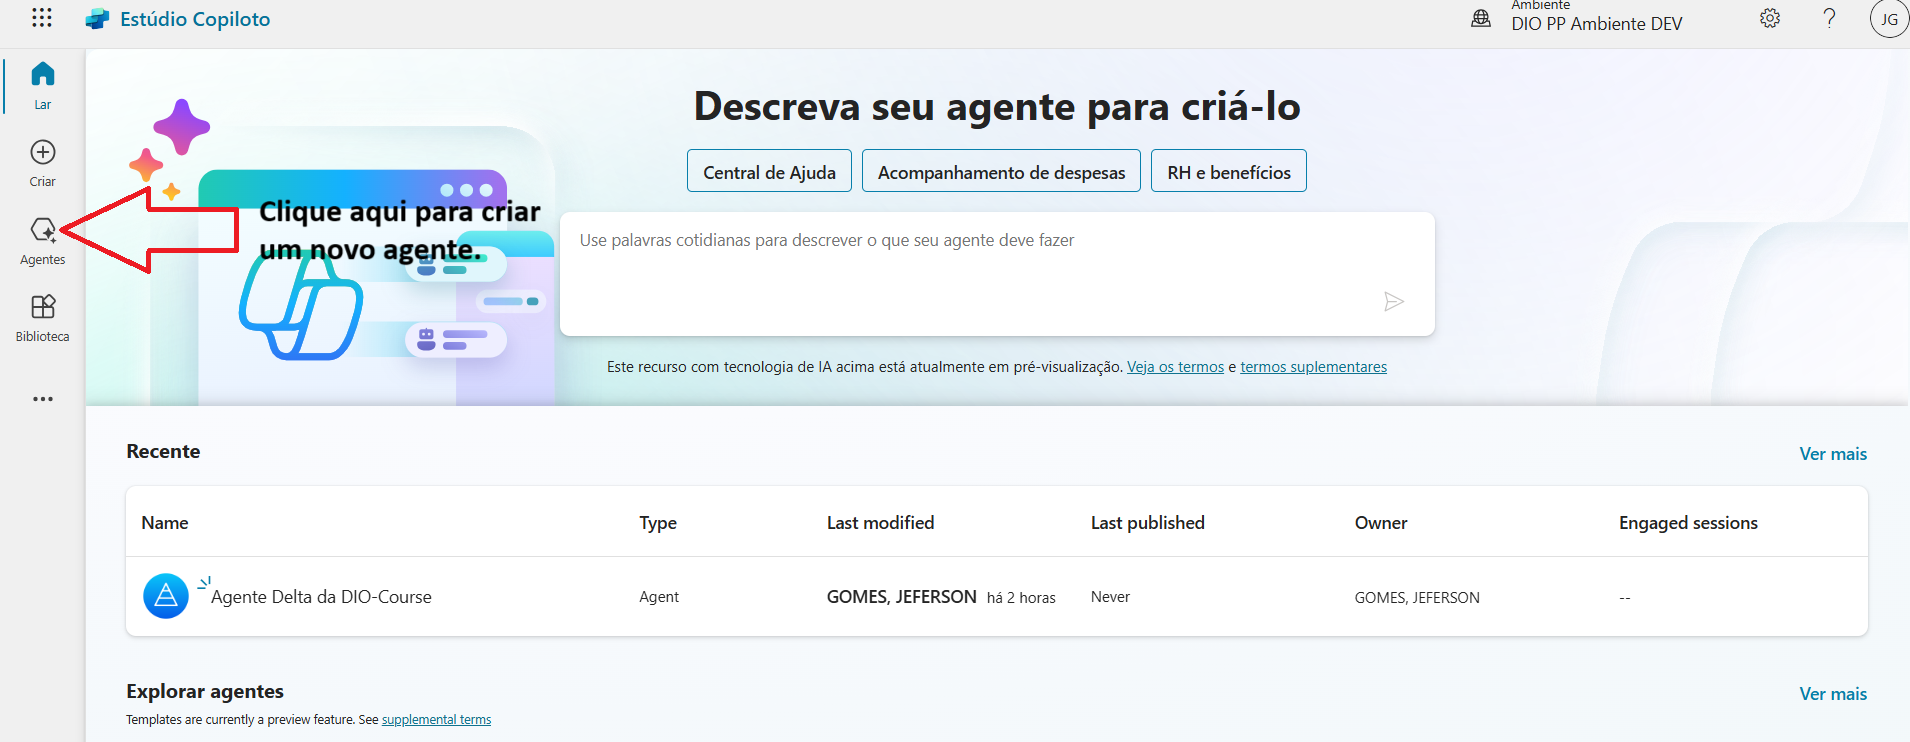 Estúdio Copiloto
Ambiente
DIO PP Ambiente DEV
JG
Lar
Criar
Agentes
Biblioteca
Descreva seu agente para criá-lo
Central de Ajuda
Acompanhamento de despesas
RH e benefícios
Clique aqui para criar
um novo agente.
Use palavras cotidianas para descrever o que seu agente deve fazer
Este recurso com tecnologia de IA acima está atualmente em pré-visualização. Veja os termos e termos suplementares
Recente
Ver mais
Name Type Last modified Last published Owner Engaged sessions
Agente Delta da DIO-Course Agent GOMES, JEFERSON há 2 horas Never GOMES, JEFERSON --
Explorar agentes
Ver mais
Templates are currently a preview feature. See supplemental terms